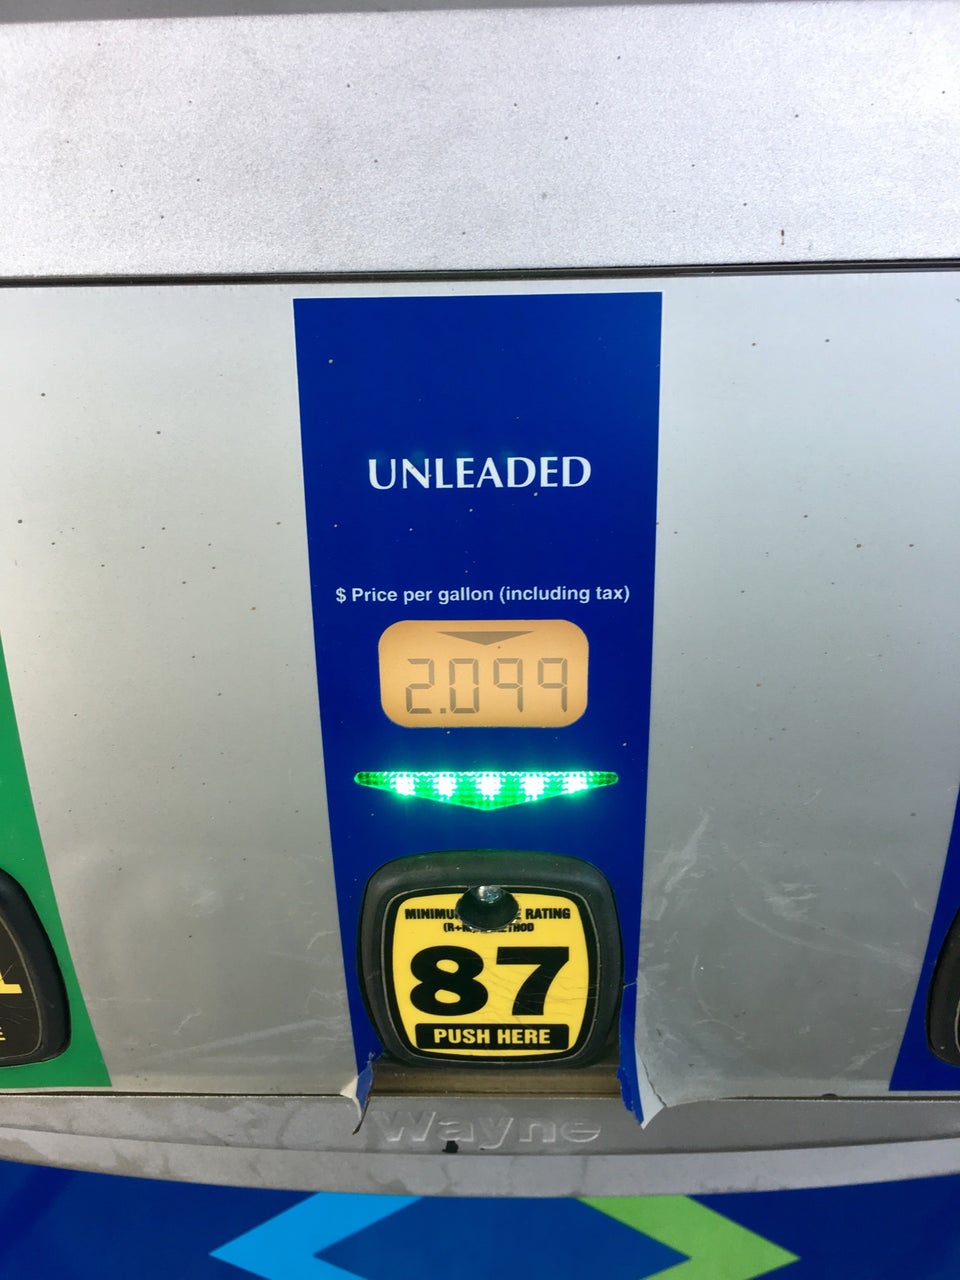 UNLEADED
$ Price per gallon (including tax)
2.099
RATING
87
PUSH HERE
Wayne